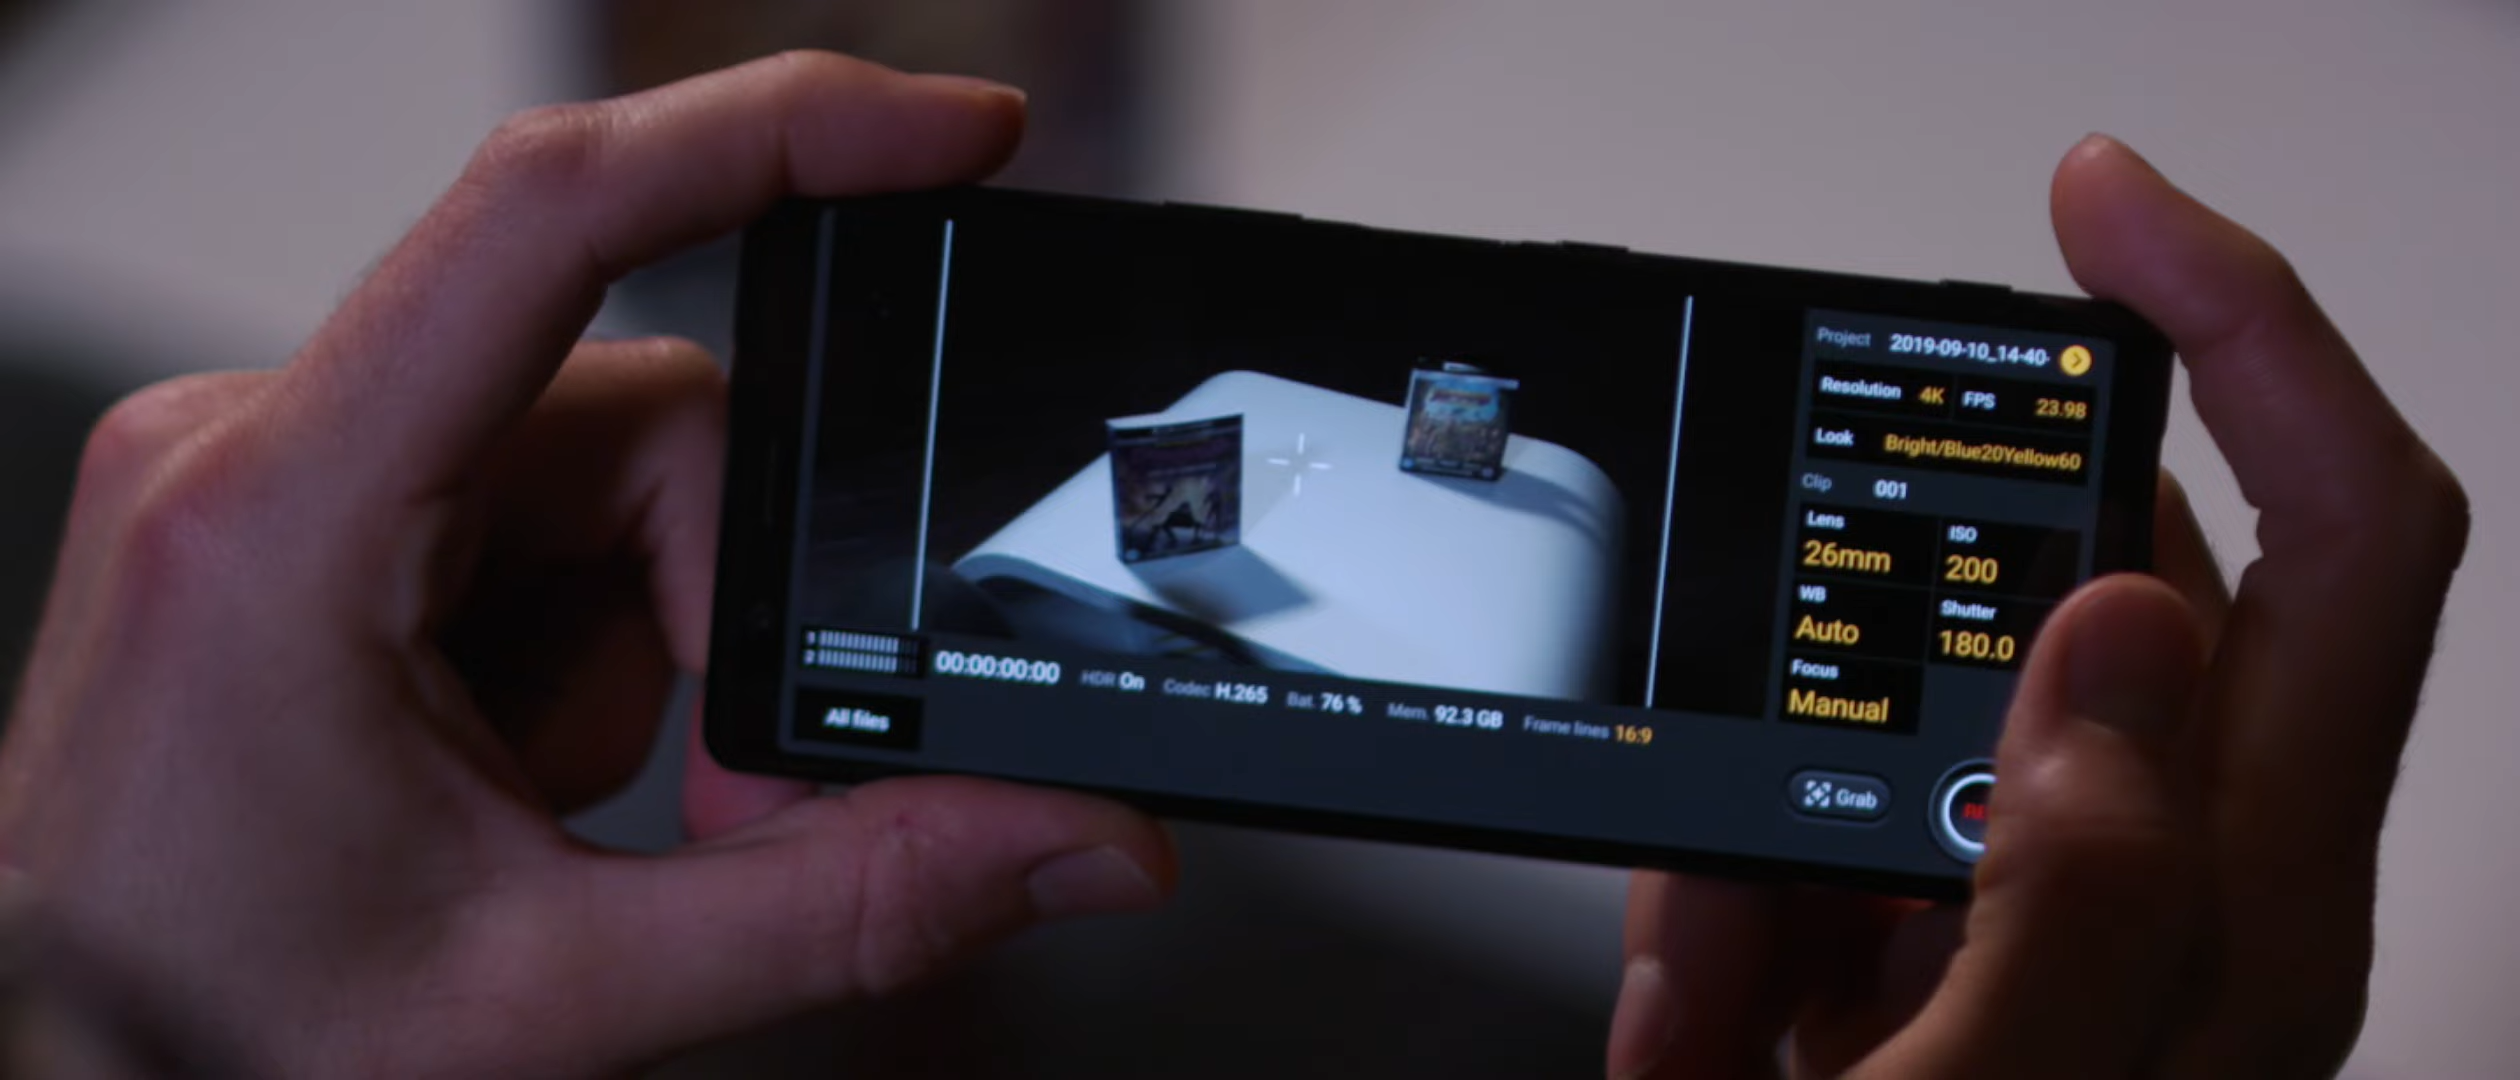 Project 2019-09-10_14-40-
Resolution 4K FPS 23.98
Look Bright/Blue20Yellow60
Clip 001
Lens ISO
26mm 200
WB Shutter
Auto 180.0
Focus
Manual
1
2
00:00:00:00 HDR On Codec H.265 Bat. 76 % Mem. 92.3 GB Frame lines 16:9
All files
Grab